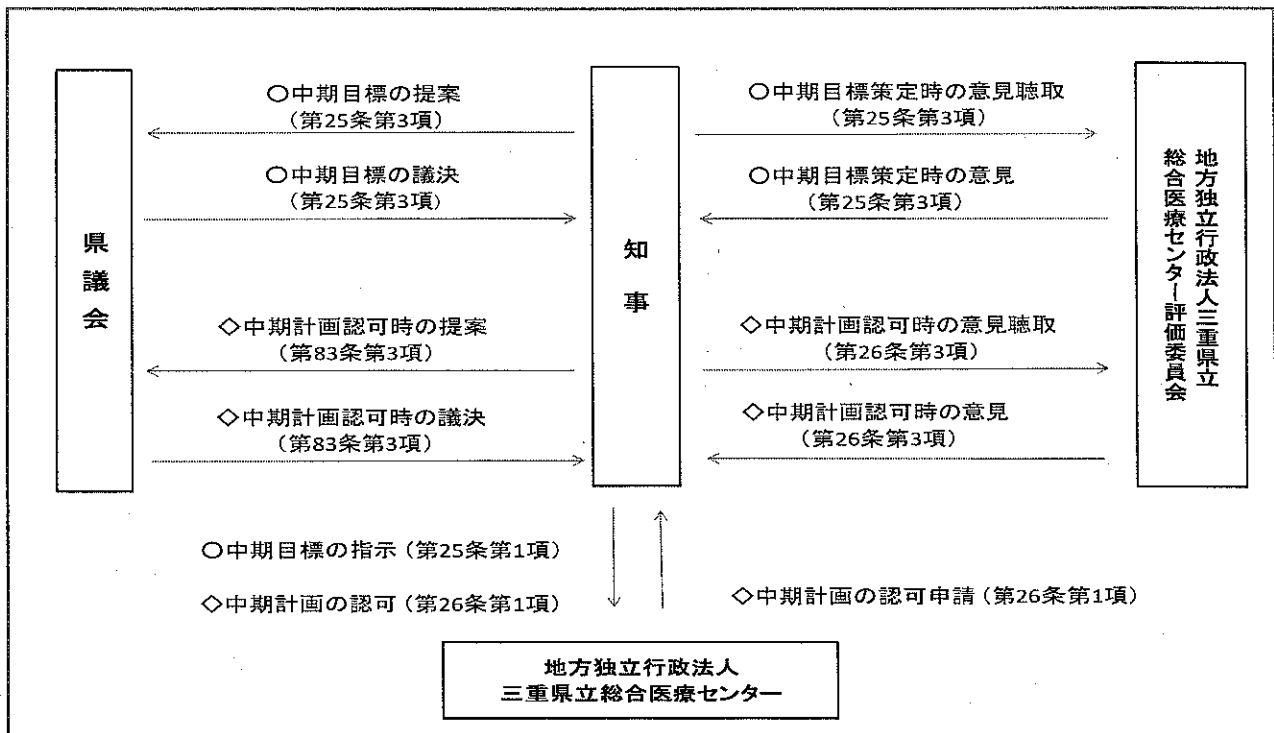 県議会
○中期目標の提案
(第25条第3項)
○中期目標の議決
(第25条第3項)
◇中期計画認可時の提案
(第83条第3項)
◇中期計画認可時の議決
(第83条第3項)
知事
○中期目標策定時の意見聴取
(第25条第3項)
○中期目標策定時の意見
(第25条第3項)
◇中期計画認可時の意見聴取
(第26条第3項)
◇中期計画認可時の意見
(第26条第3項)
地方独立行政法人三重県立
総合医療センター評価委員会
○中期目標の指示(第25条第1項)
◇中期計画の認可(第26条第1項)
◇中期計画の認可申請(第26条第1項)
地方独立行政法人
三重県立総合医療センター